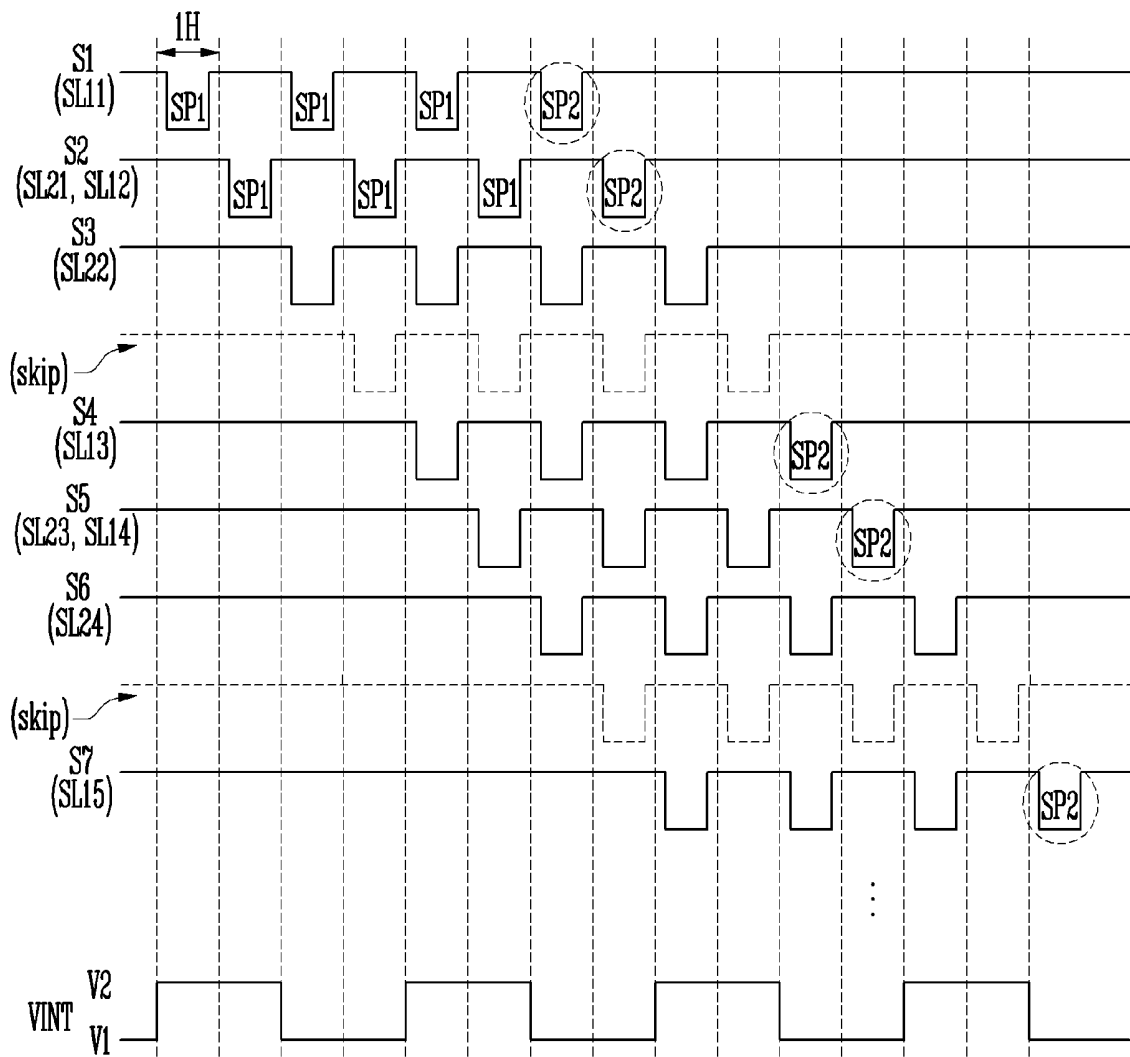 1H
S1
(SL11)
SP1 SP1 SP1 SP2
S2
(SL21, SL12)
SP1 SP1 SP1 SP2
S3
(SL22)
(skip)
S4
(SL13)
SP2
S5
(SL23, SL14)
SP2
S6
(SL24)
(skip)
S7
(SL15)
SP2
V2
VINT
V1